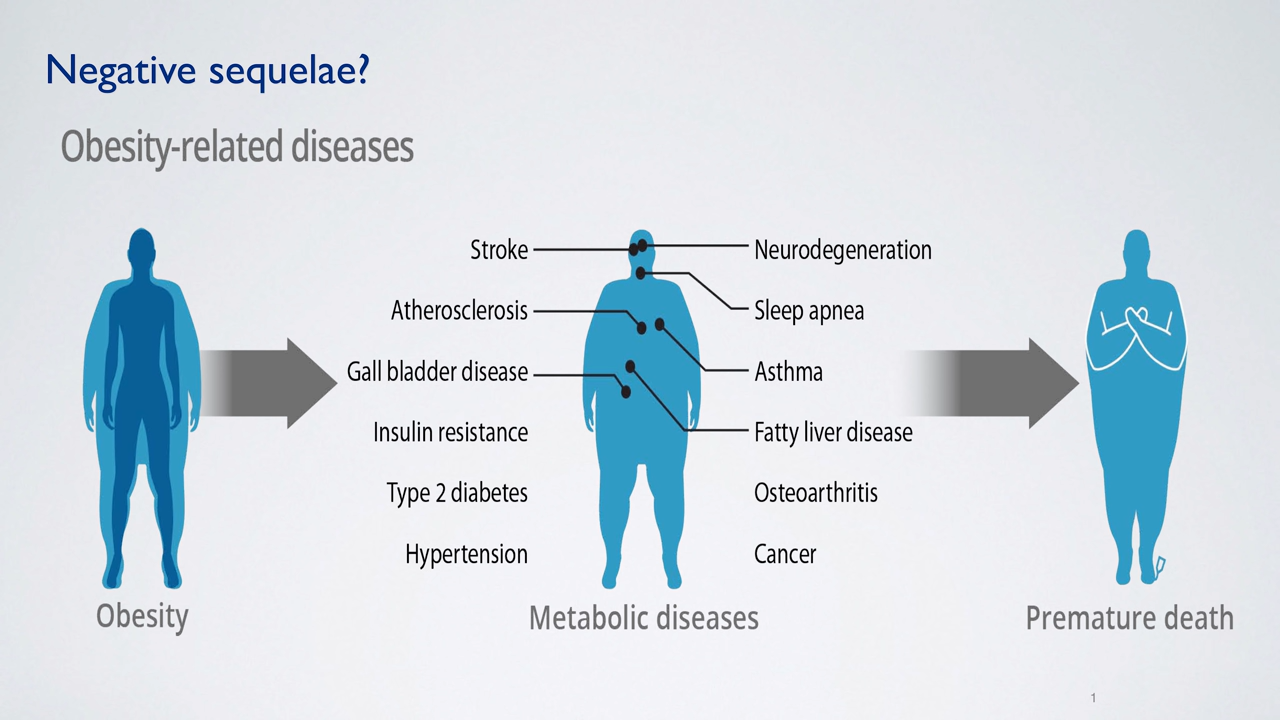 Negative sequelae?
Obesity-related diseases
Stroke
Neurodegeneration
Atherosclerosis
Sleep apnea
Gall bladder disease
Asthma
Insulin resistance
Fatty liver disease
Type 2 diabetes
Osteoarthritis
Hypertension
Cancer
Obesity
Metabolic diseases
Premature death
1